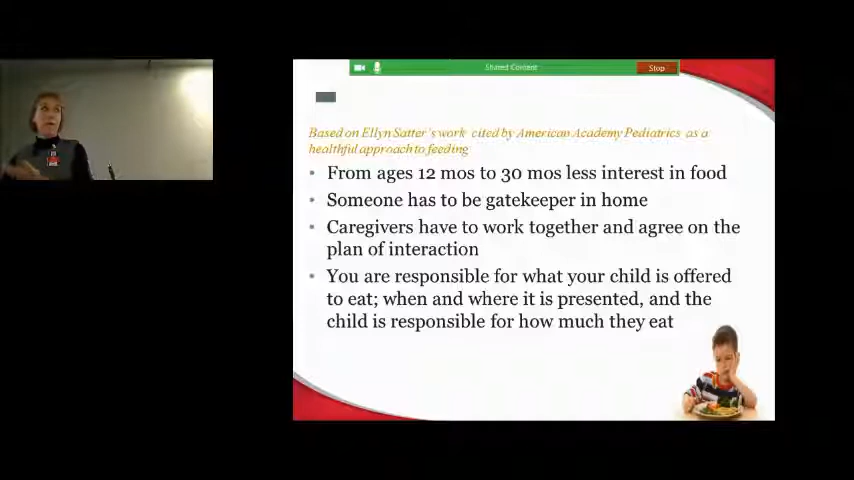 Shared Content
Stop
Based on Ellyn Satter's work cited by American Academy Pediatrics as a
healthful approach to feeding
From ages 12 mos to 30 mos less interest in food
Someone has to be gatekeeper in home
Caregivers have to work together and agree on the
plan of interaction
You are responsible for what your child is offered
to eat; when and where it is presented, and the
child is responsible for how much they eat